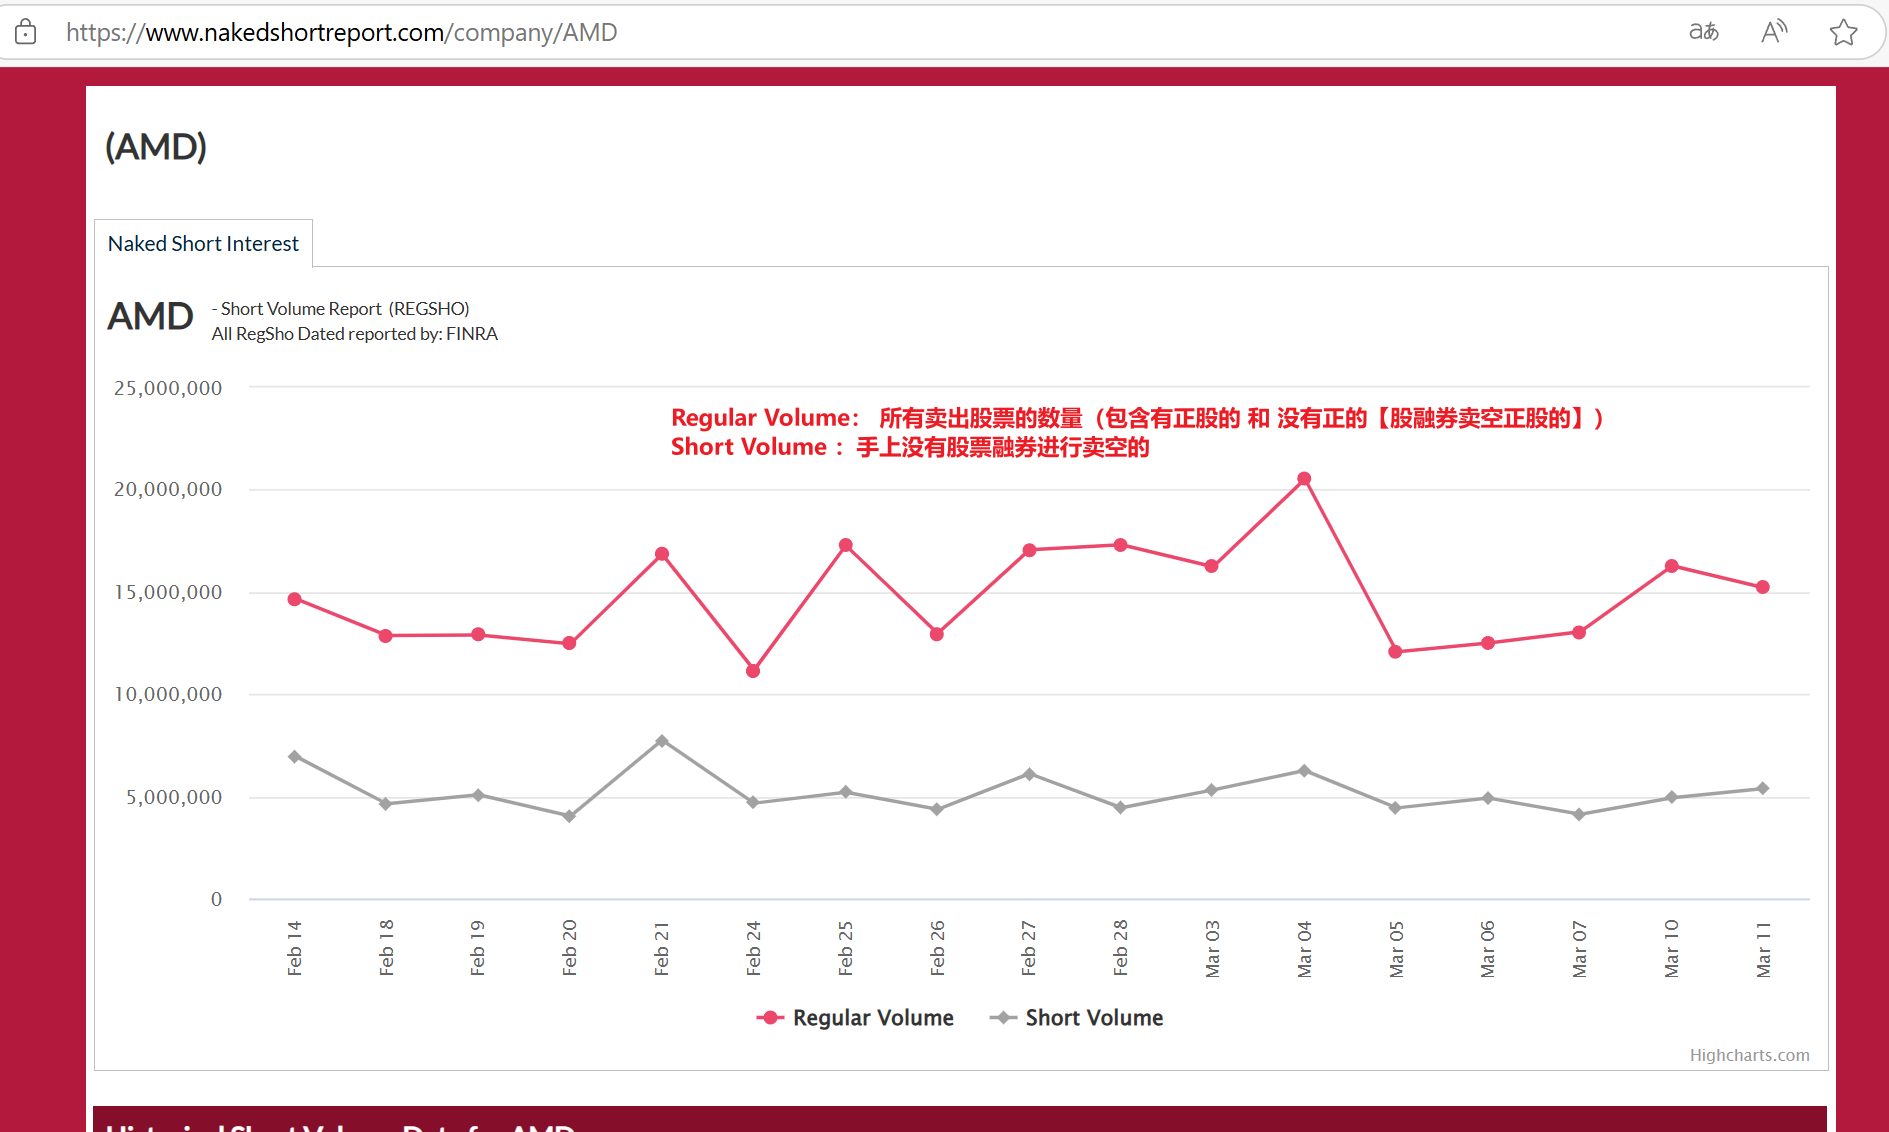 https://www.nakedshortreport.com/company/AMD
(AMD)
Naked Short Interest
AMD
- Short Volume Report (REGSHO)
All RegSho Dated reported by: FINRA
Regular Volume： 所有卖出股票的数量（包含有正股的 和 没有正的【股融券卖空正股的】）
Short Volume ：手上没有股票融券进行卖空的
25,000,000
20,000,000
15,000,000
10,000,000
5,000,000
0
Feb 14
Feb 18
Feb 19
Feb 20
Feb 21
Feb 24
Feb 25
Feb 26
Feb 27
Feb 28
Mar 03
Mar 04
Mar 05
Mar 06
Mar 07
Mar 10
Mar 11
Regular Volume
Short Volume
Highcharts.com
Historical Short Volume Data for AMD